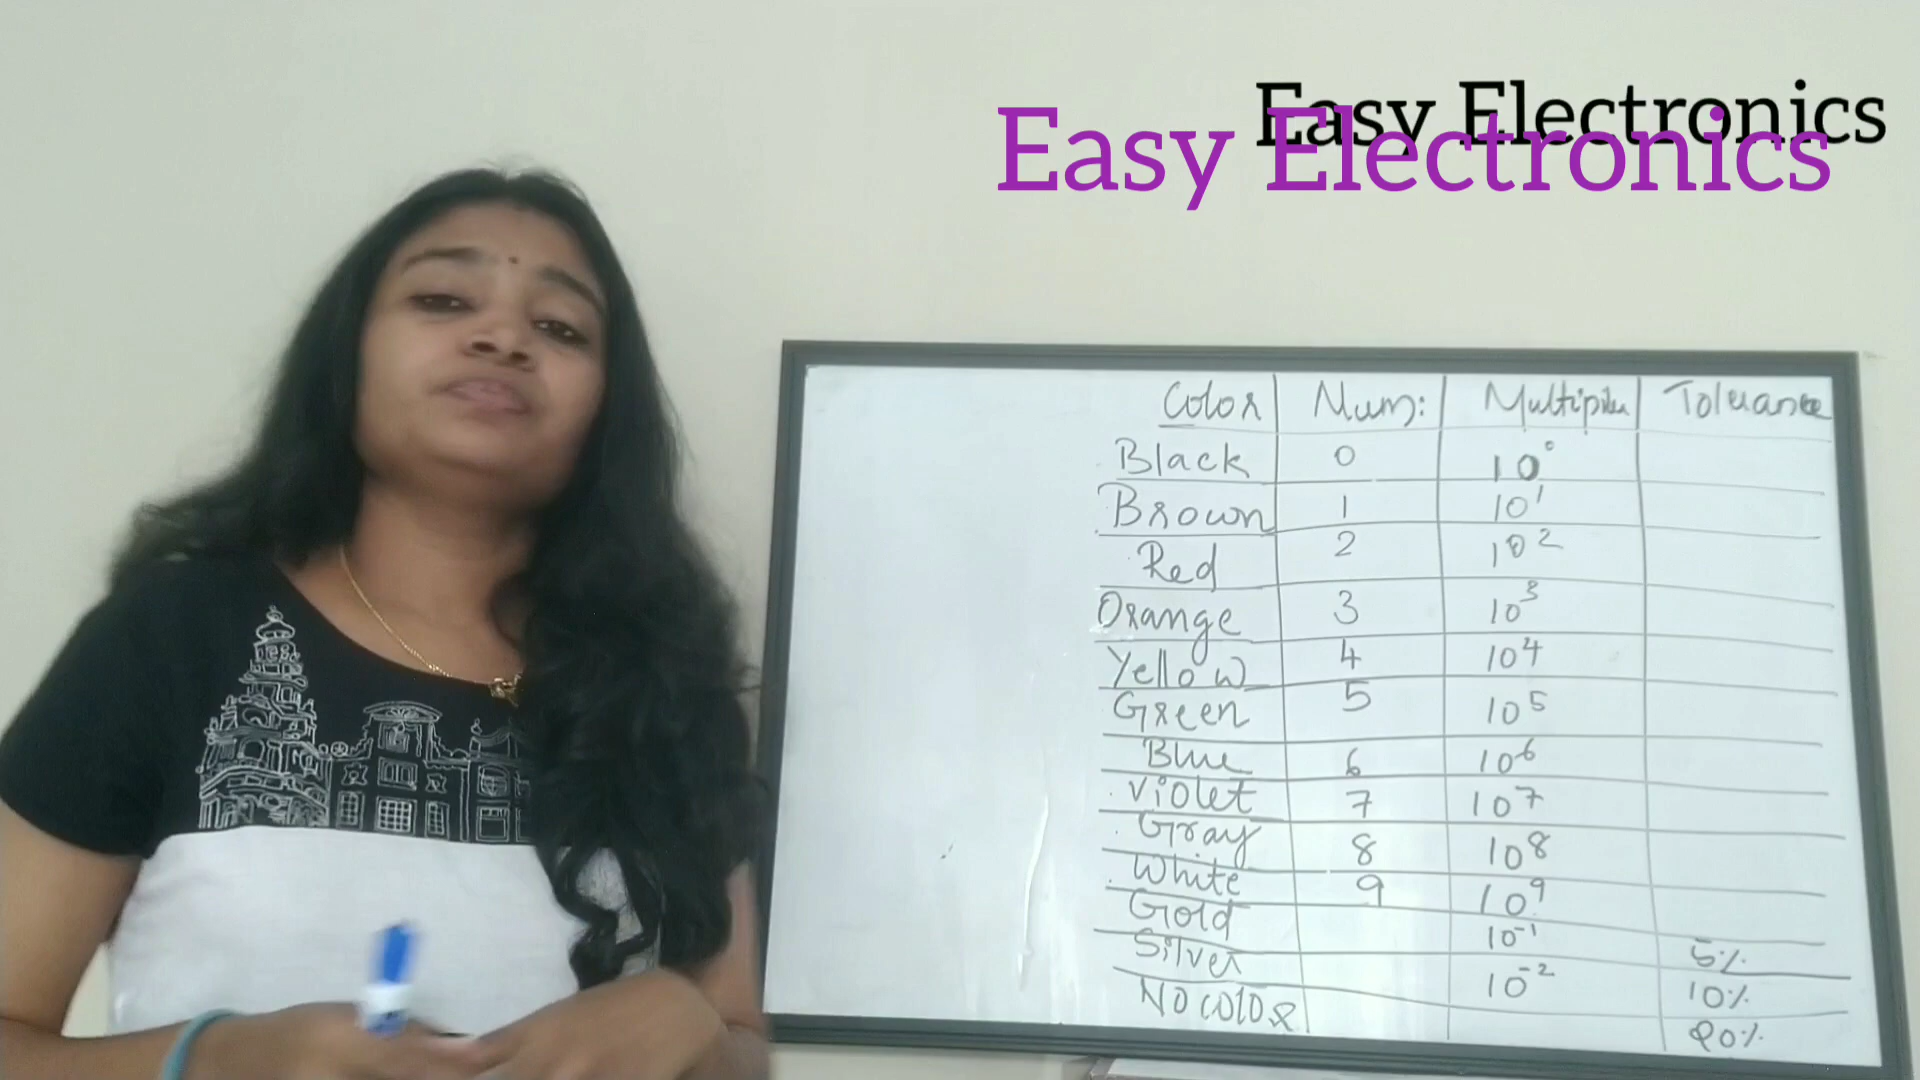 Easy Electronics
Easy Electronics
Color Num: Multiplier Tolerance
Black 0 10⁰
Brown 1 10¹
Red 2 10²
Orange 3 10³
Yellow 4 10⁴
Green 5 10⁵
Blue 6 10⁶
Violet 7 10⁷
Gray 8 10⁸
White 9 10⁹
Gold 10⁻¹ 5%
Silver 10⁻² 10%
No color 20%